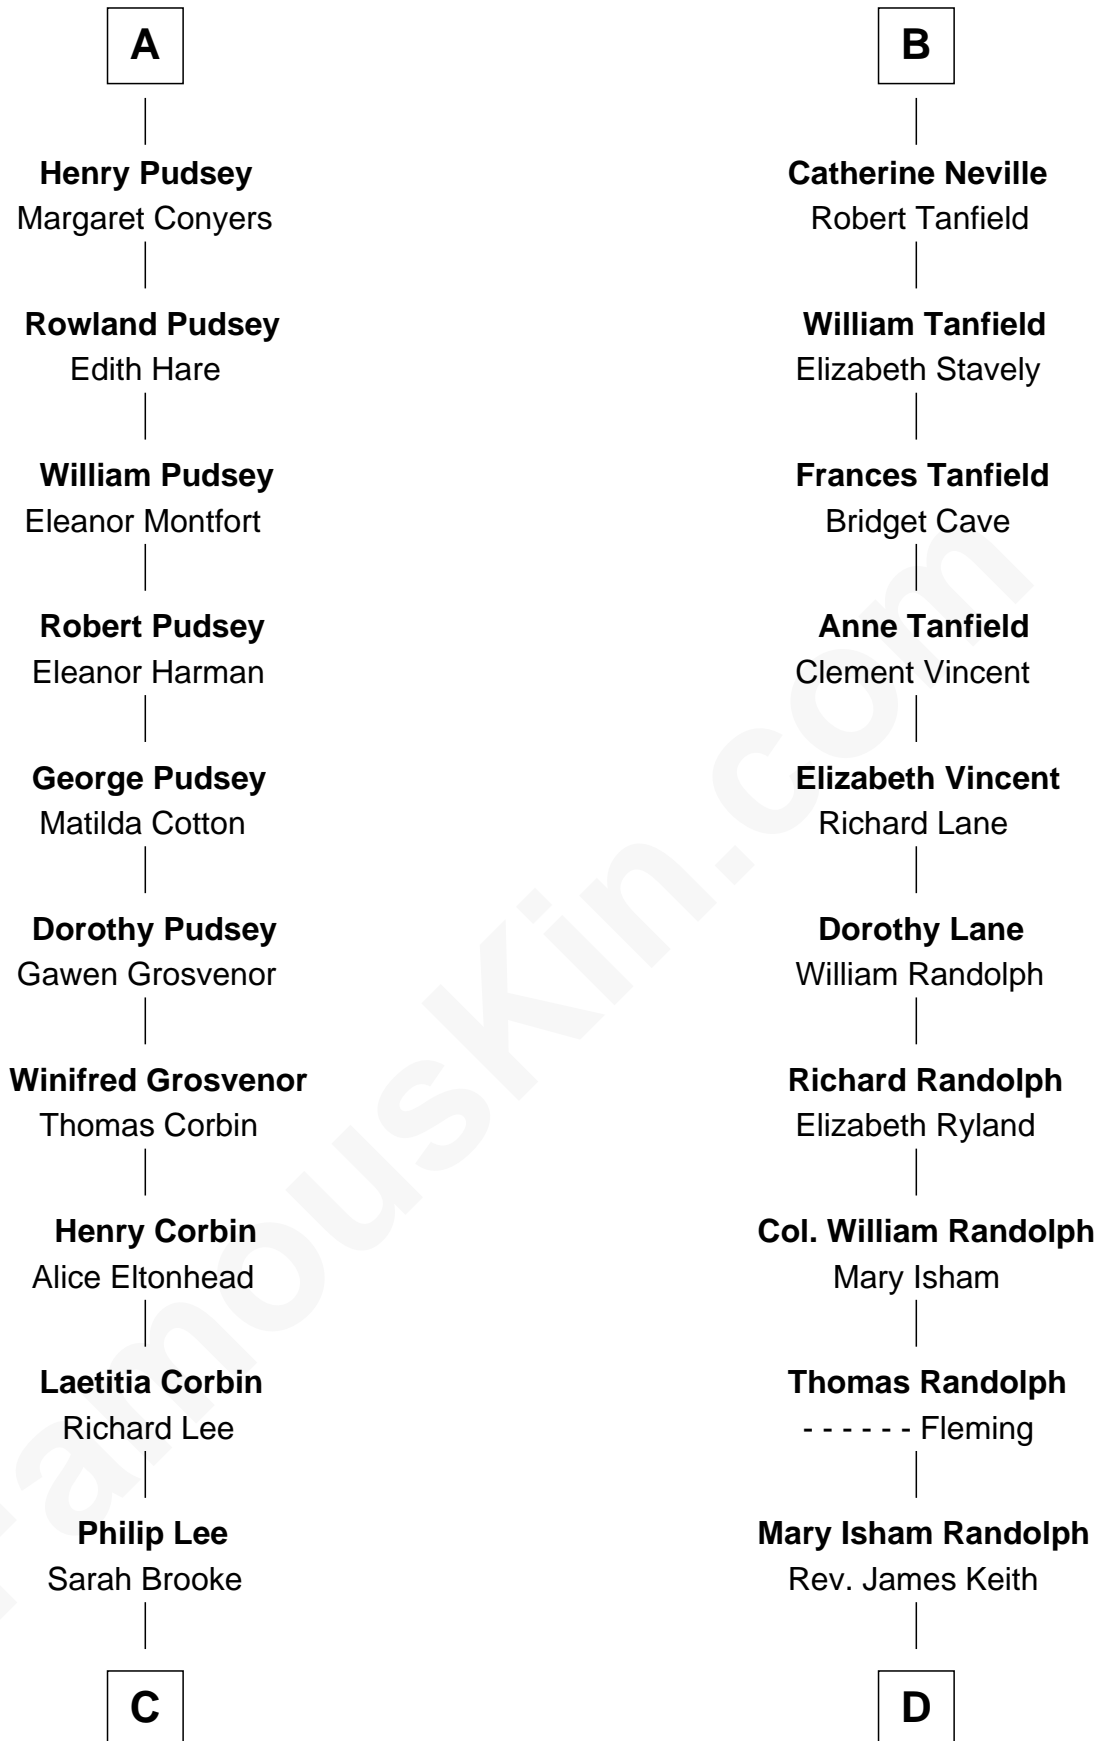 A
Henry Pudsey
Margaret Conyers
Rowland Pudsey
Edith Hare
William Pudsey
Eleanor Montfort
Robert Pudsey
Eleanor Harman
George Pudsey
Matilda Cotton
Dorothy Pudsey
Gawen Grosvenor
Winifred Grosvenor
Thomas Corbin
Henry Corbin
Alice Eltonhead
Laetitia Corbin
Richard Lee
Philip Lee
Sarah Brooke
C
B
Catherine Neville
Robert Tanfield
William Tanfield
Elizabeth Stavely
Frances Tanfield
Bridget Cave
Anne Tanfield
Clement Vincent
Elizabeth Vincent
Richard Lane
Dorothy Lane
William Randolph
Richard Randolph
Elizabeth Ryland
Col. William Randolph
Mary Isham
Thomas Randolph
- - - - - - Fleming
Mary Isham Randolph
Rev. James Keith
D
FamousKin.com